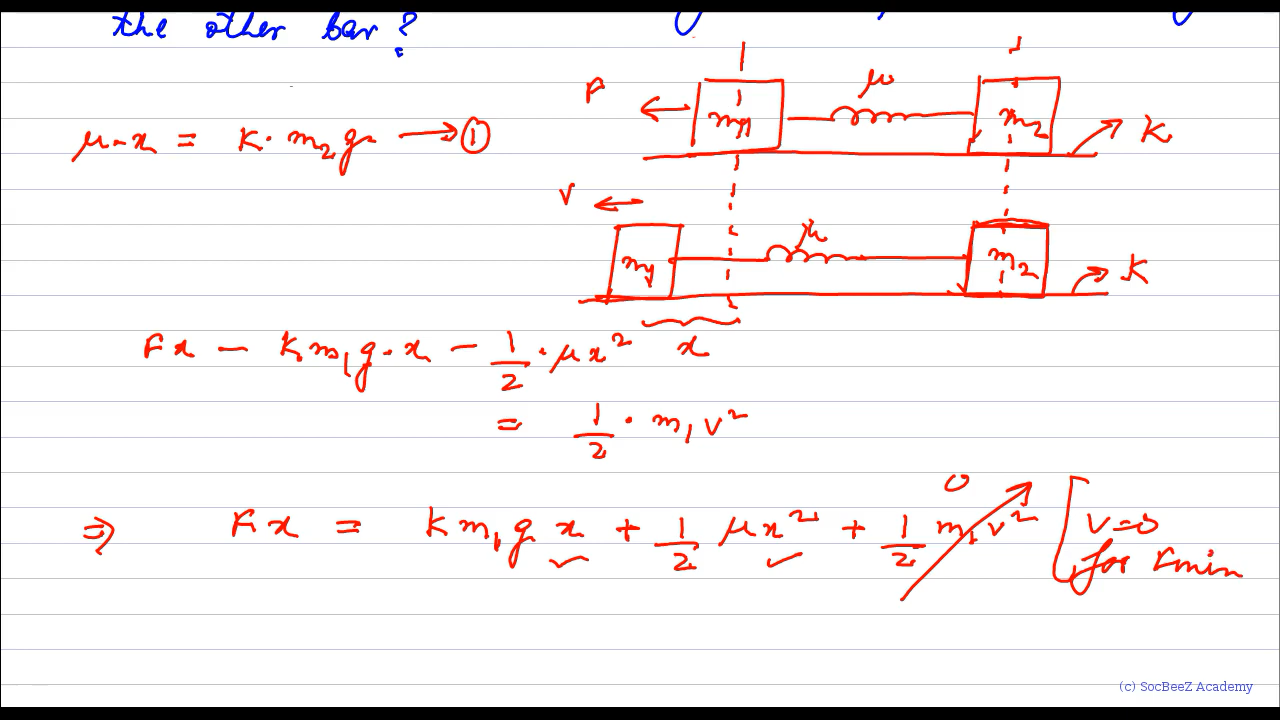 the other bar?
F
m1
μ
m2
K
μ·x = K·m₂g → ①
V
m1
μ
m2
K
x
Fx − Km₁g·x − 1/2·μx²
= 1/2·m₁v²
⇒ Fx = Km₁gx + 1/2 μx² + 1/2 m₁v² 0 [v=0
for Fmin
(c) SocBeeZ Academy